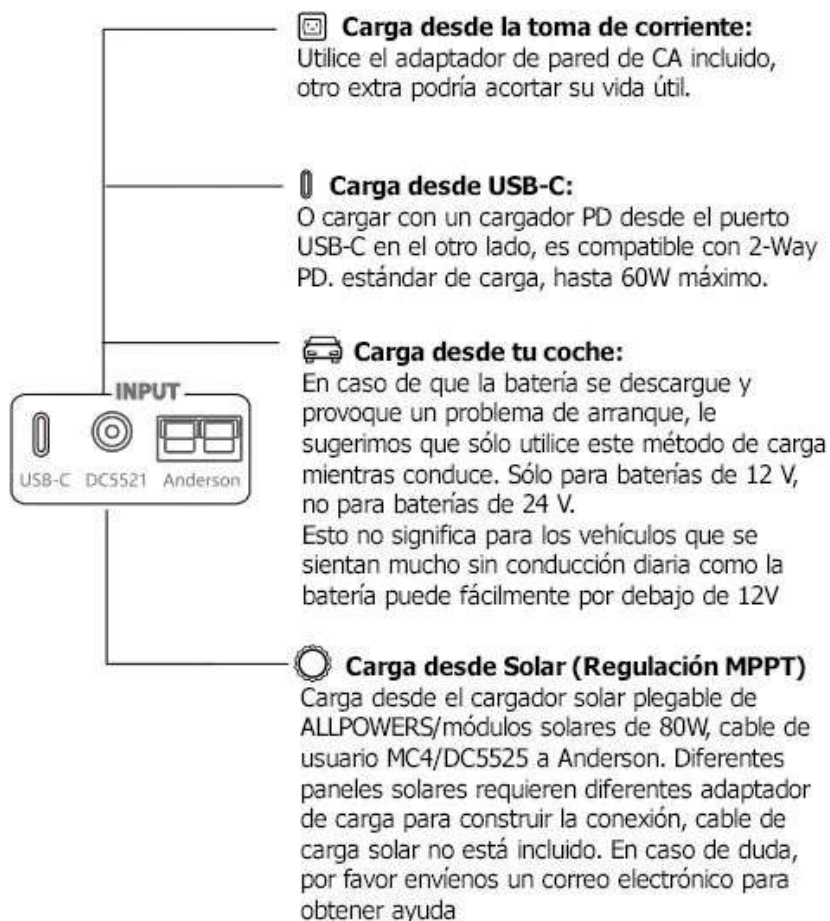 Carga desde la toma de corriente:
Utilice el adaptador de pared de CA incluido,
otro extra podría acortar su vida útil.
Carga desde USB-C:
O cargar con un cargador PD desde el puerto
USB-C en el otro lado, es compatible con 2-Way
PD. estándar de carga, hasta 60W máximo.
Carga desde tu coche:
En caso de que la batería se descargue y
provoque un problema de arranque, le
sugerimos que sólo utilice este método de carga
mientras conduce. Sólo para baterías de 12 V,
no para baterías de 24 V.
Esto no significa para los vehículos que se
sientan mucho sin conducción diaria como la
batería puede fácilmente por debajo de 12V
INPUT
USB-C DC5521 Anderson
Carga desde Solar (Regulación MPPT)
Carga desde el cargador solar plegable de
ALLPOWERS/módulos solares de 80W, cable de
usuario MC4/DC5525 a Anderson. Diferentes
paneles solares requieren diferentes adaptador
de carga para construir la conexión, cable de
carga solar no está incluido. En caso de duda,
por favor envíenos un correo electrónico para
obtener ayuda